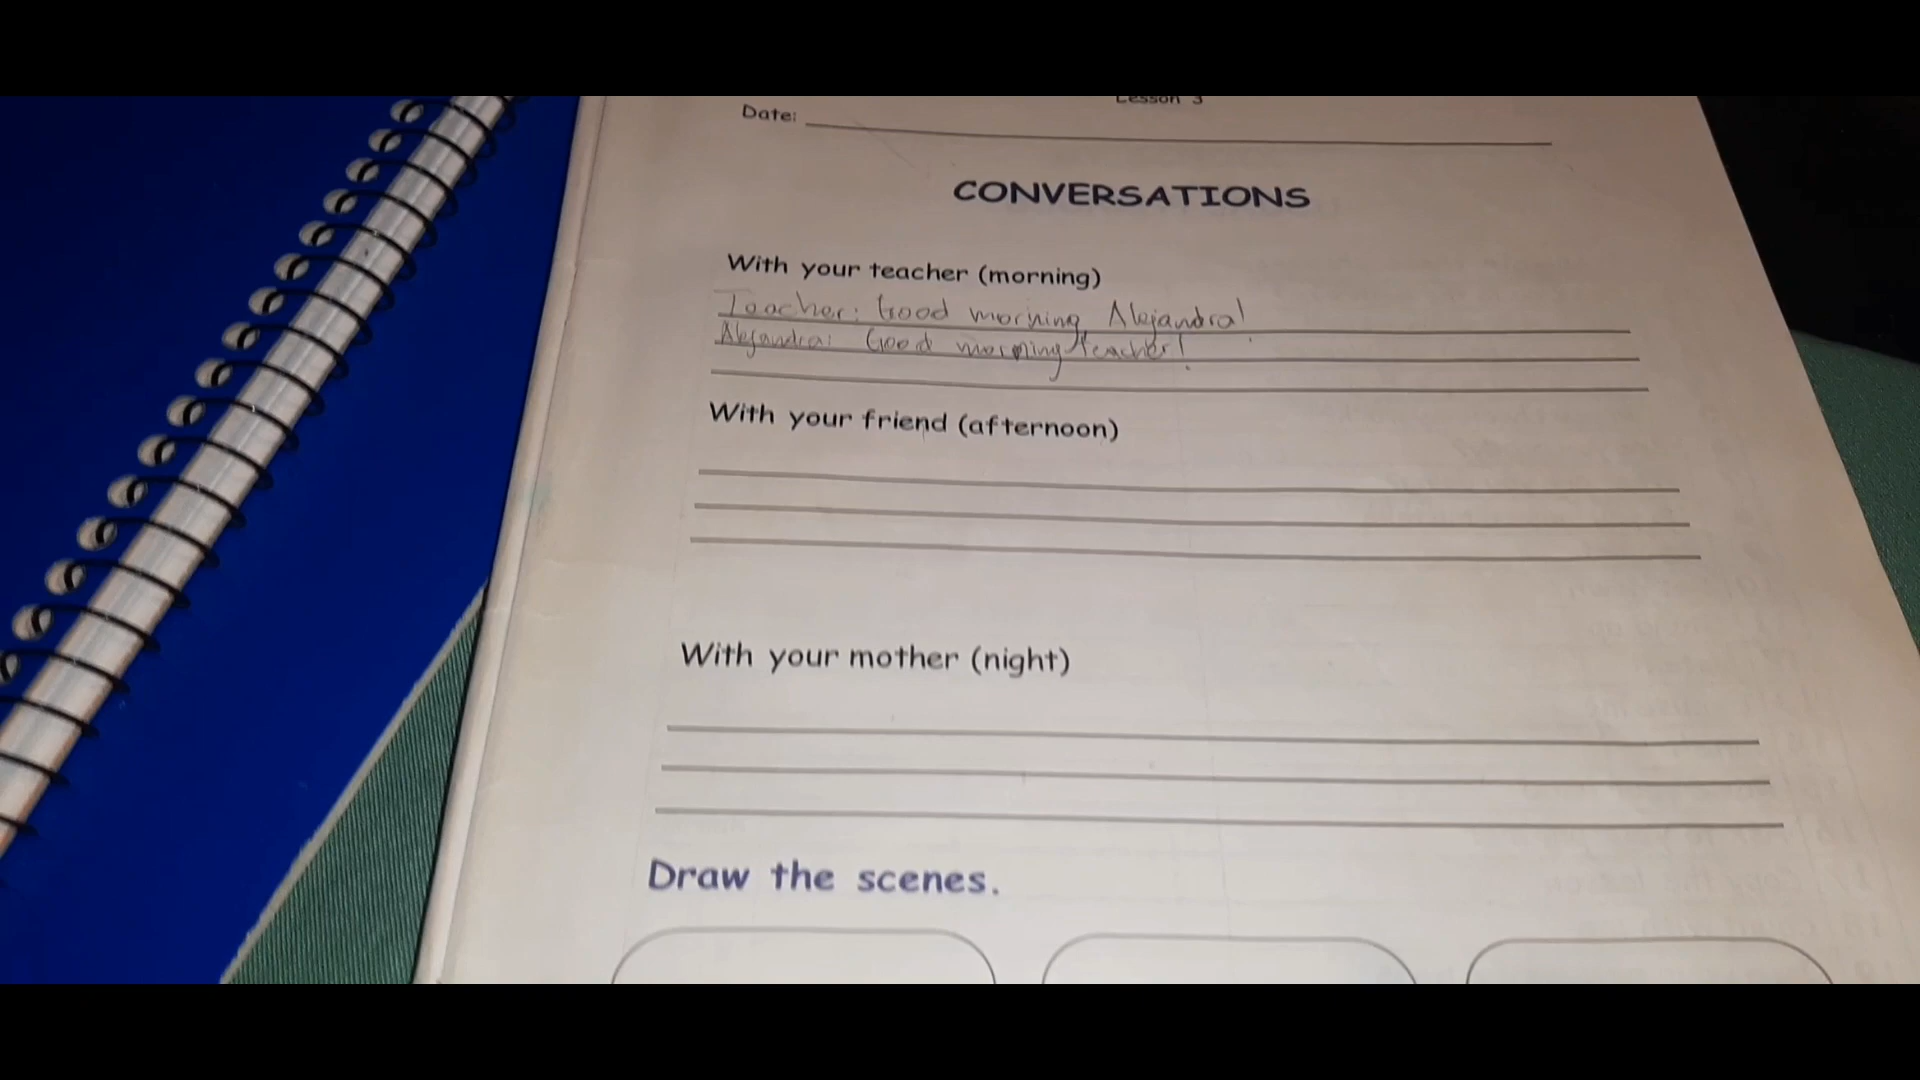 Lesson 3
Date:
CONVERSATIONS
With your teacher (morning)
Teacher: Good morning, Alejandra!
Alejandra: Good morning teacher!
With your friend (afternoon)
With your mother (night)
Draw the scenes.